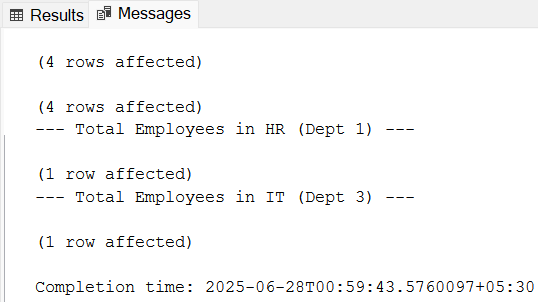 Results Messages
(4 rows affected)
(4 rows affected)
--- Total Employees in HR (Dept 1) ---
(1 row affected)
--- Total Employees in IT (Dept 3) ---
(1 row affected)
Completion time: 2025-06-28T00:59:43.5760097+05:30